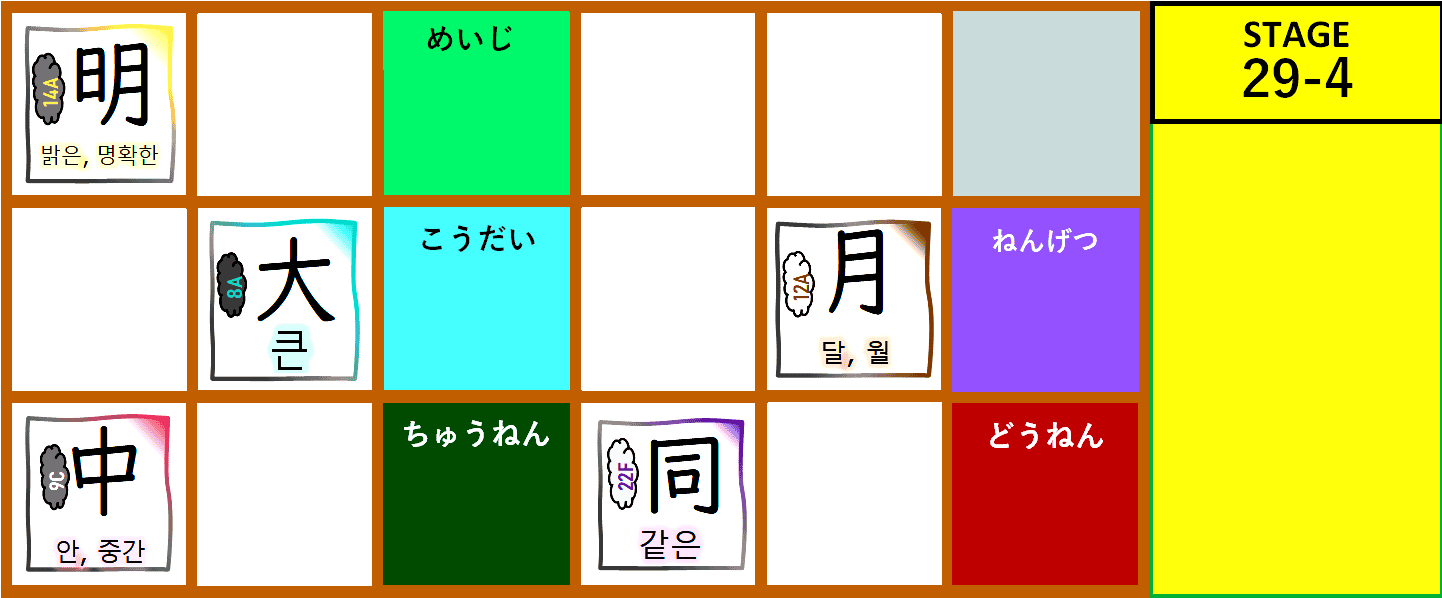 14A
明
밝은, 명확한
めいじ
STAGE
29-4
8A
大
큰
こうだい
12A
月
달, 월
ねんげつ
9C
中
안, 중간
ちゅうねん
22F
同
같은
どうねん